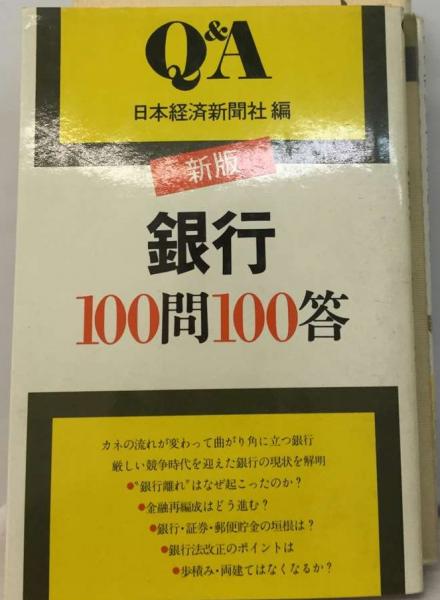 Q&A
日本経済新聞社 編
新版
銀行
100問100答
カネの流れが変わって曲がり角に立つ銀行
厳しい競争時代を迎えた銀行の現状を解明
●“銀行離れ”はなぜ起こったのか？
●金融再編成はどう進む？
●銀行・証券・郵便貯金の垣根は？
●銀行法改正のポイントは
●歩積み・両建てはなくなるか？